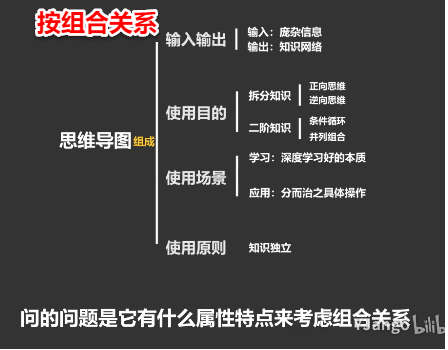 按组合关系
输入输出
输入：庞杂信息
输出：知识网络
使用目的
拆分知识
正向思维
逆向思维
二阶知识
条件循环
并列组合
思维导图 组成
使用场景
学习：深度学习好的本质
应用：分而治之具体操作
使用原则
知识独立
问的问题是它有什么属性特点来考虑组合关系
YJango bilibili